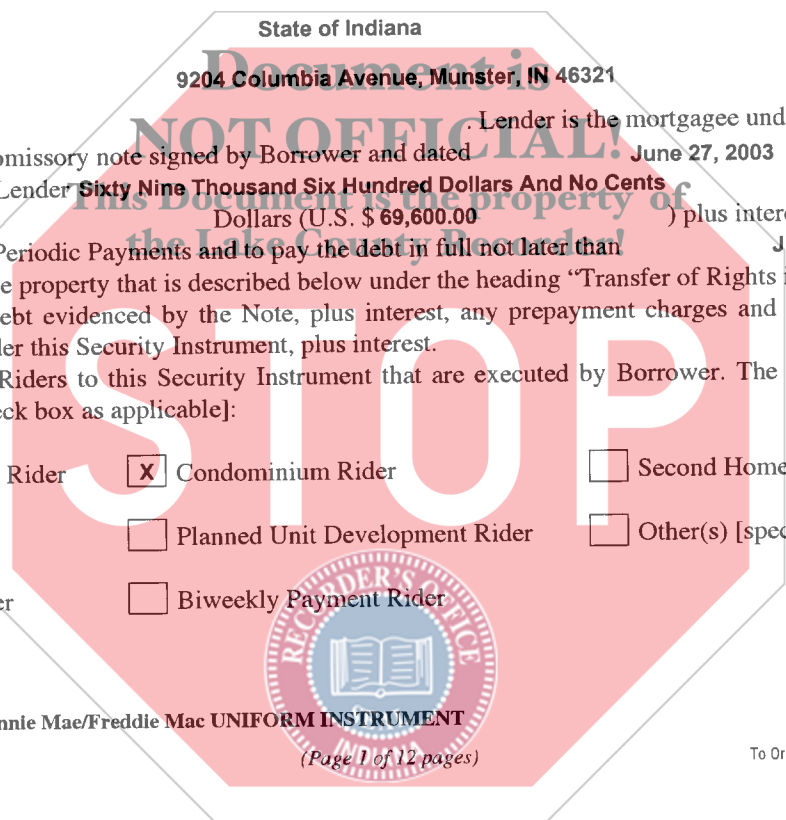 State of Indiana
Document is
9204 Columbia Avenue, Munster, IN 46321
NOT OFFICIAL!
. Lender is the mortgagee und
omissory note signed by Borrower and dated June 27, 2003
Lender Sixty Nine Thousand Six Hundred Dollars And No Cents
This Document is the property of
Dollars (U.S. $ 69,600.00 ) plus intere
the Lake County Recorder!
Periodic Payments and to pay the debt in full not later than J
e property that is described below under the heading “Transfer of Rights i
ebt evidenced by the Note, plus interest, any prepayment charges and
der this Security Instrument, plus interest.
Riders to this Security Instrument that are executed by Borrower. The
eck box as applicable]:
STOP
Rider X Condominium Rider Second Home
Planned Unit Development Rider Other(s) [spec
er Biweekly Payment Rider
RECORDER'S OFFICE
SEAL
INDIANA
nnie Mae/Freddie Mac UNIFORM INSTRUMENT
(Page 1 of 12 pages)
To Or